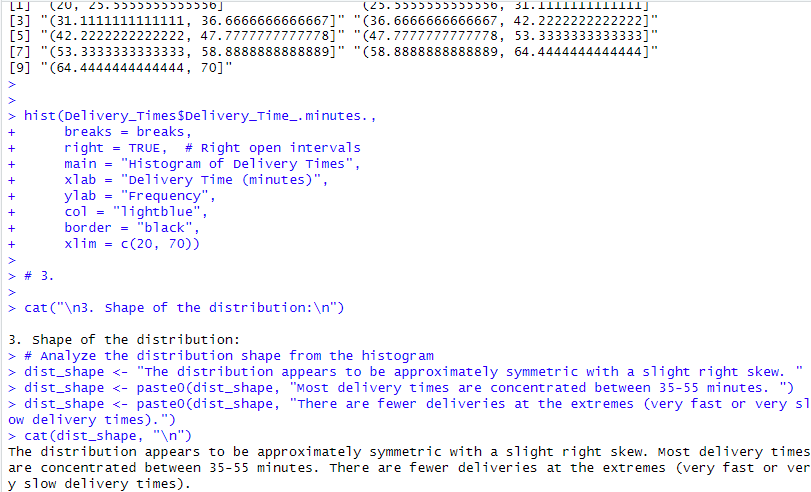 [1] "(20, 25.5555555555556]" "(25.5555555555556, 31.1111111111111]"
[3] "(31.1111111111111, 36.6666666666667]" "(36.6666666666667, 42.2222222222222]"
[5] "(42.2222222222222, 47.7777777777778]" "(47.7777777777778, 53.3333333333333]"
[7] "(53.3333333333333, 58.8888888888889]" "(58.8888888888889, 64.4444444444444]"
[9] "(64.4444444444444, 70]"
>
>
> hist(Delivery_Times$Delivery_Time_.minutes.,
+ breaks = breaks,
+ right = TRUE, # Right open intervals
+ main = "Histogram of Delivery Times",
+ xlab = "Delivery Time (minutes)",
+ ylab = "Frequency",
+ col = "lightblue",
+ border = "black",
+ xlim = c(20, 70))
>
> # 3.
>
> cat("\n3. Shape of the distribution:\n")
3. Shape of the distribution:
> # Analyze the distribution shape from the histogram
> dist_shape <- "The distribution appears to be approximately symmetric with a slight right skew. "
> dist_shape <- paste0(dist_shape, "Most delivery times are concentrated between 35-55 minutes. ")
> dist_shape <- paste0(dist_shape, "There are fewer deliveries at the extremes (very fast or very sl
ow delivery times).")
> cat(dist_shape, "\n")
The distribution appears to be approximately symmetric with a slight right skew. Most delivery times
are concentrated between 35-55 minutes. There are fewer deliveries at the extremes (very fast or ver
y slow delivery times).